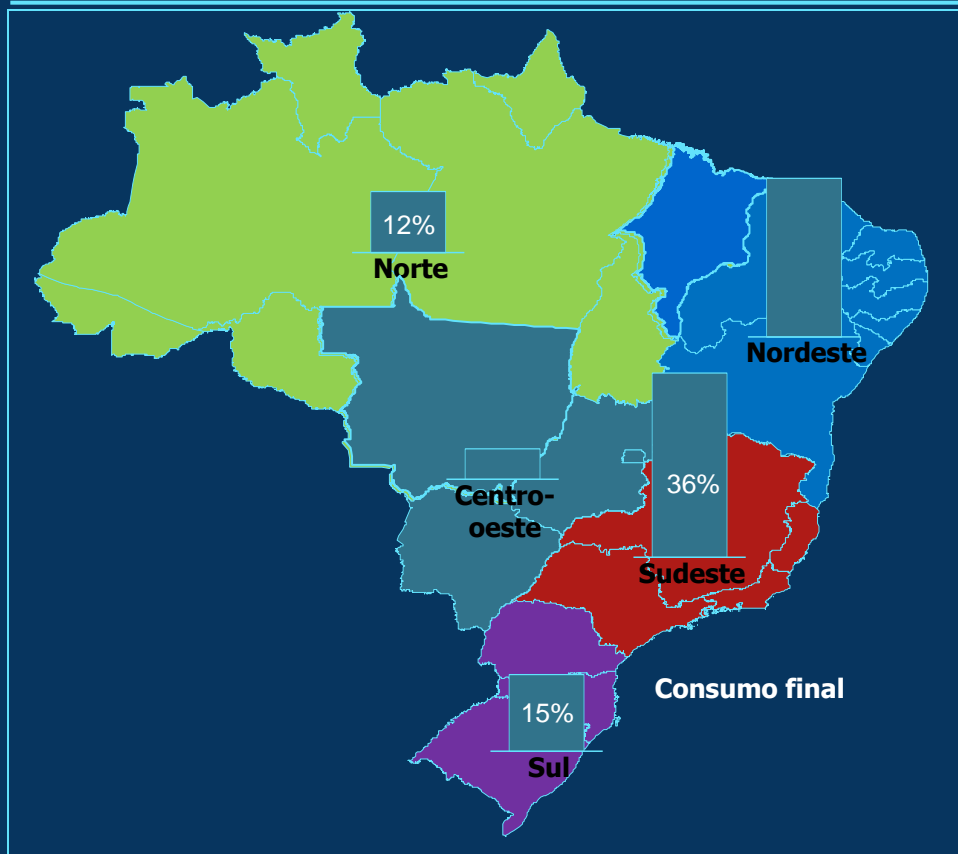 12%
Norte
Nordeste
Centro-
oeste
36%
Sudeste
Consumo final
15%
Sul